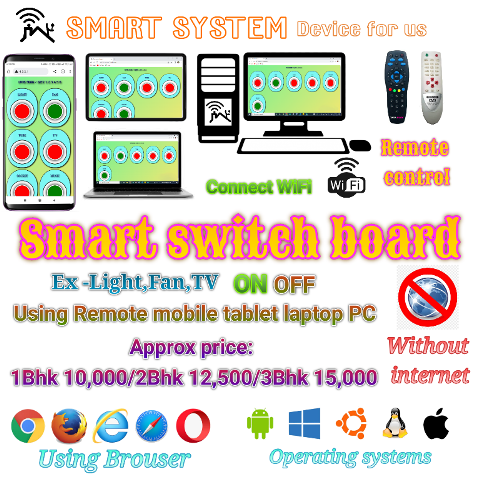 SMART SYSTEM Device for us
Remote
control
Connect WiFi
Wi Fi
Smart switch board
Ex -Light,Fan,TV ON OFF
Using Remote mobile tablet laptop PC
Approx price:
1Bhk 10,000/2Bhk 12,500/3Bhk 15,000
Without
internet
Using Brouser
Operating systems